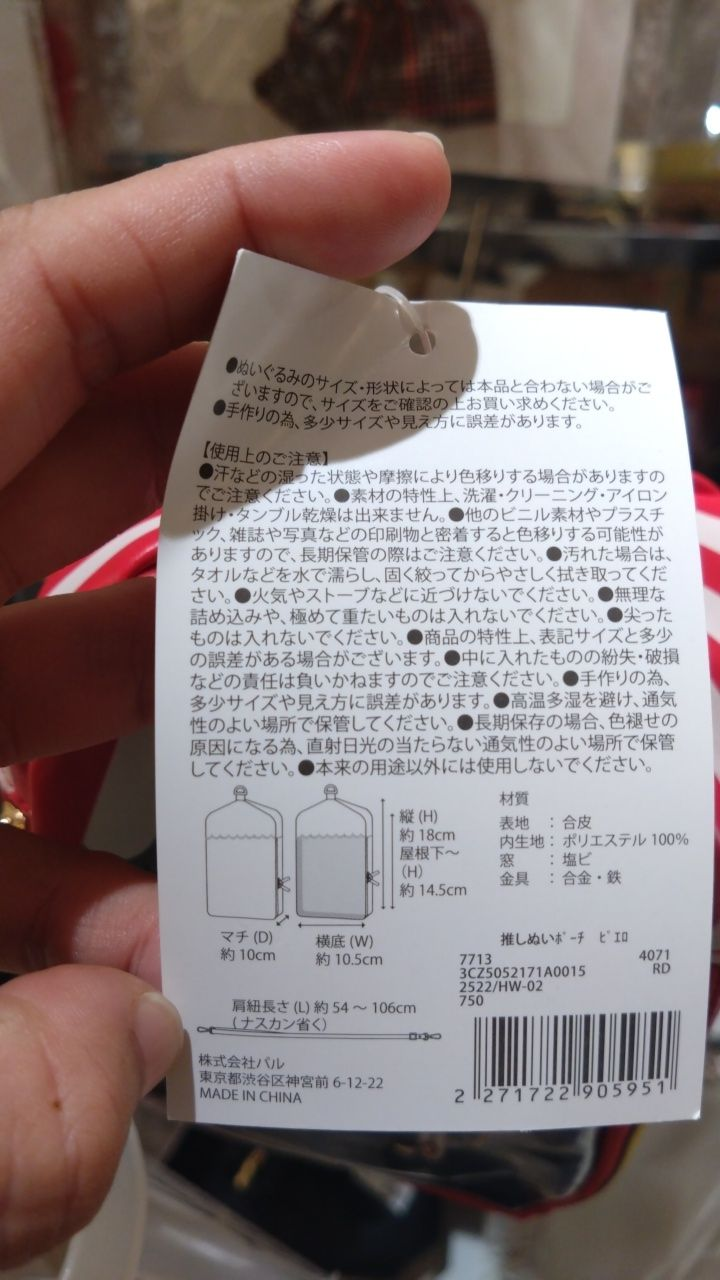 ●ぬいぐるみのサイズ・形状によっては本品と合わない場合がご
ざいますので、サイズをご確認の上お買い求めください。
●手作りの為、多少サイズや見え方に誤差があります。
【使用上のご注意】
●汗などの湿った状態や摩擦により色移りする場合がありますの
でご注意ください。●素材の特性上、洗濯・クリーニング・アイロン
掛け・タンブル乾燥は出来ません。●他のビニル素材やプラスチ
ック、雑誌や写真などの印刷物と密着すると色移りする可能性が
ありますので、長期保管の際はご注意ください。●汚れた場合は、
タオルなどを水で濡らし、固く絞ってからやさしく拭き取ってくだ
さい。●火気やストーブなどに近づけないでください。●無理な
詰め込みや、極めて重たいものは入れないでください。●尖った
ものは入れないでください。●商品の特性上、表記サイズと多少
の誤差がある場合がございます。●中に入れたものの紛失・破損
などの責任は負いかねますのでご注意ください。●手作りの為、
多少サイズや見え方に誤差があります。●高温多湿を避け、通気
性のよい場所で保管してください。●長期保存の場合、色褪せの
原因になる為、直射日光の当たらない通気性のよい場所で保管
してください。●本来の用途以外には使用しないでください。
縦 (H)
約 18cm
屋根下〜
(H)
約 14.5cm
マチ (D)
約 10cm
横底 (W)
約 10.5cm
材質
表地 : 合皮
内生地 : ポリエステル 100%
窓 : 塩ビ
金具 : 合金・鉄
肩紐長さ (L) 約 54 〜 106cm
(ナスカン省く)
株式会社パル
東京都渋谷区神宮前 6-12-22
MADE IN CHINA
推しぬいﾎﾟｰﾁ ﾋﾟｴﾛ
7713 4071
3CZ5052171A0015 RD
2522/HW-02
750
2 271722 905951